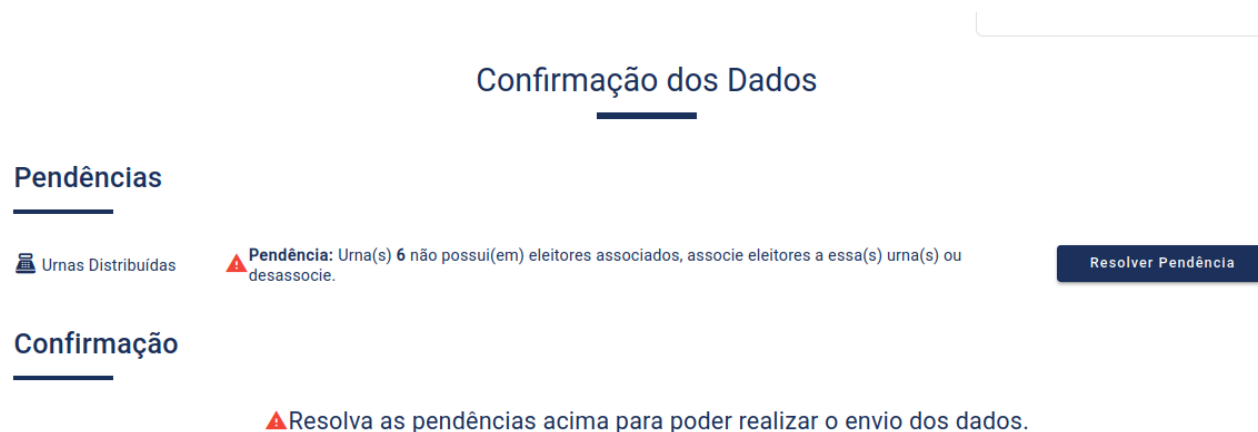 Confirmação dos Dados
Pendências
Urnas Distribuídas
Pendência: Urna(s) 6 não possui(em) eleitores associados, associe eleitores a essa(s) urna(s) ou
desassocie.
Resolver Pendência
Confirmação
Resolva as pendências acima para poder realizar o envio dos dados.